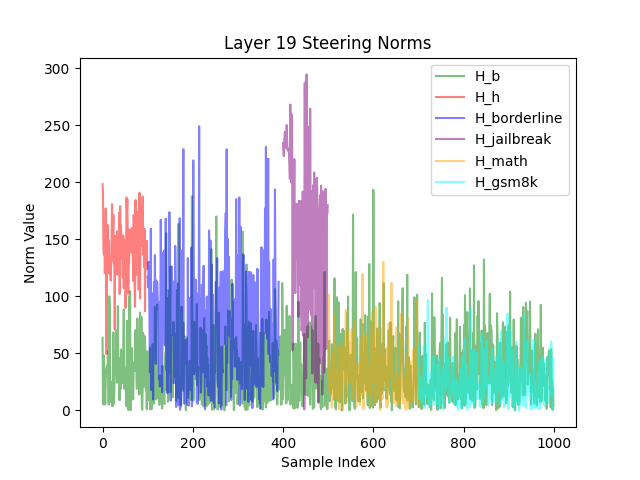 Layer 19 Steering Norms
300
250
200
150
100
50
0
Norm Value
0
200
400
600
800
1000
Sample Index
H_b
H_h
H_borderline
H_jailbreak
H_math
H_gsm8k